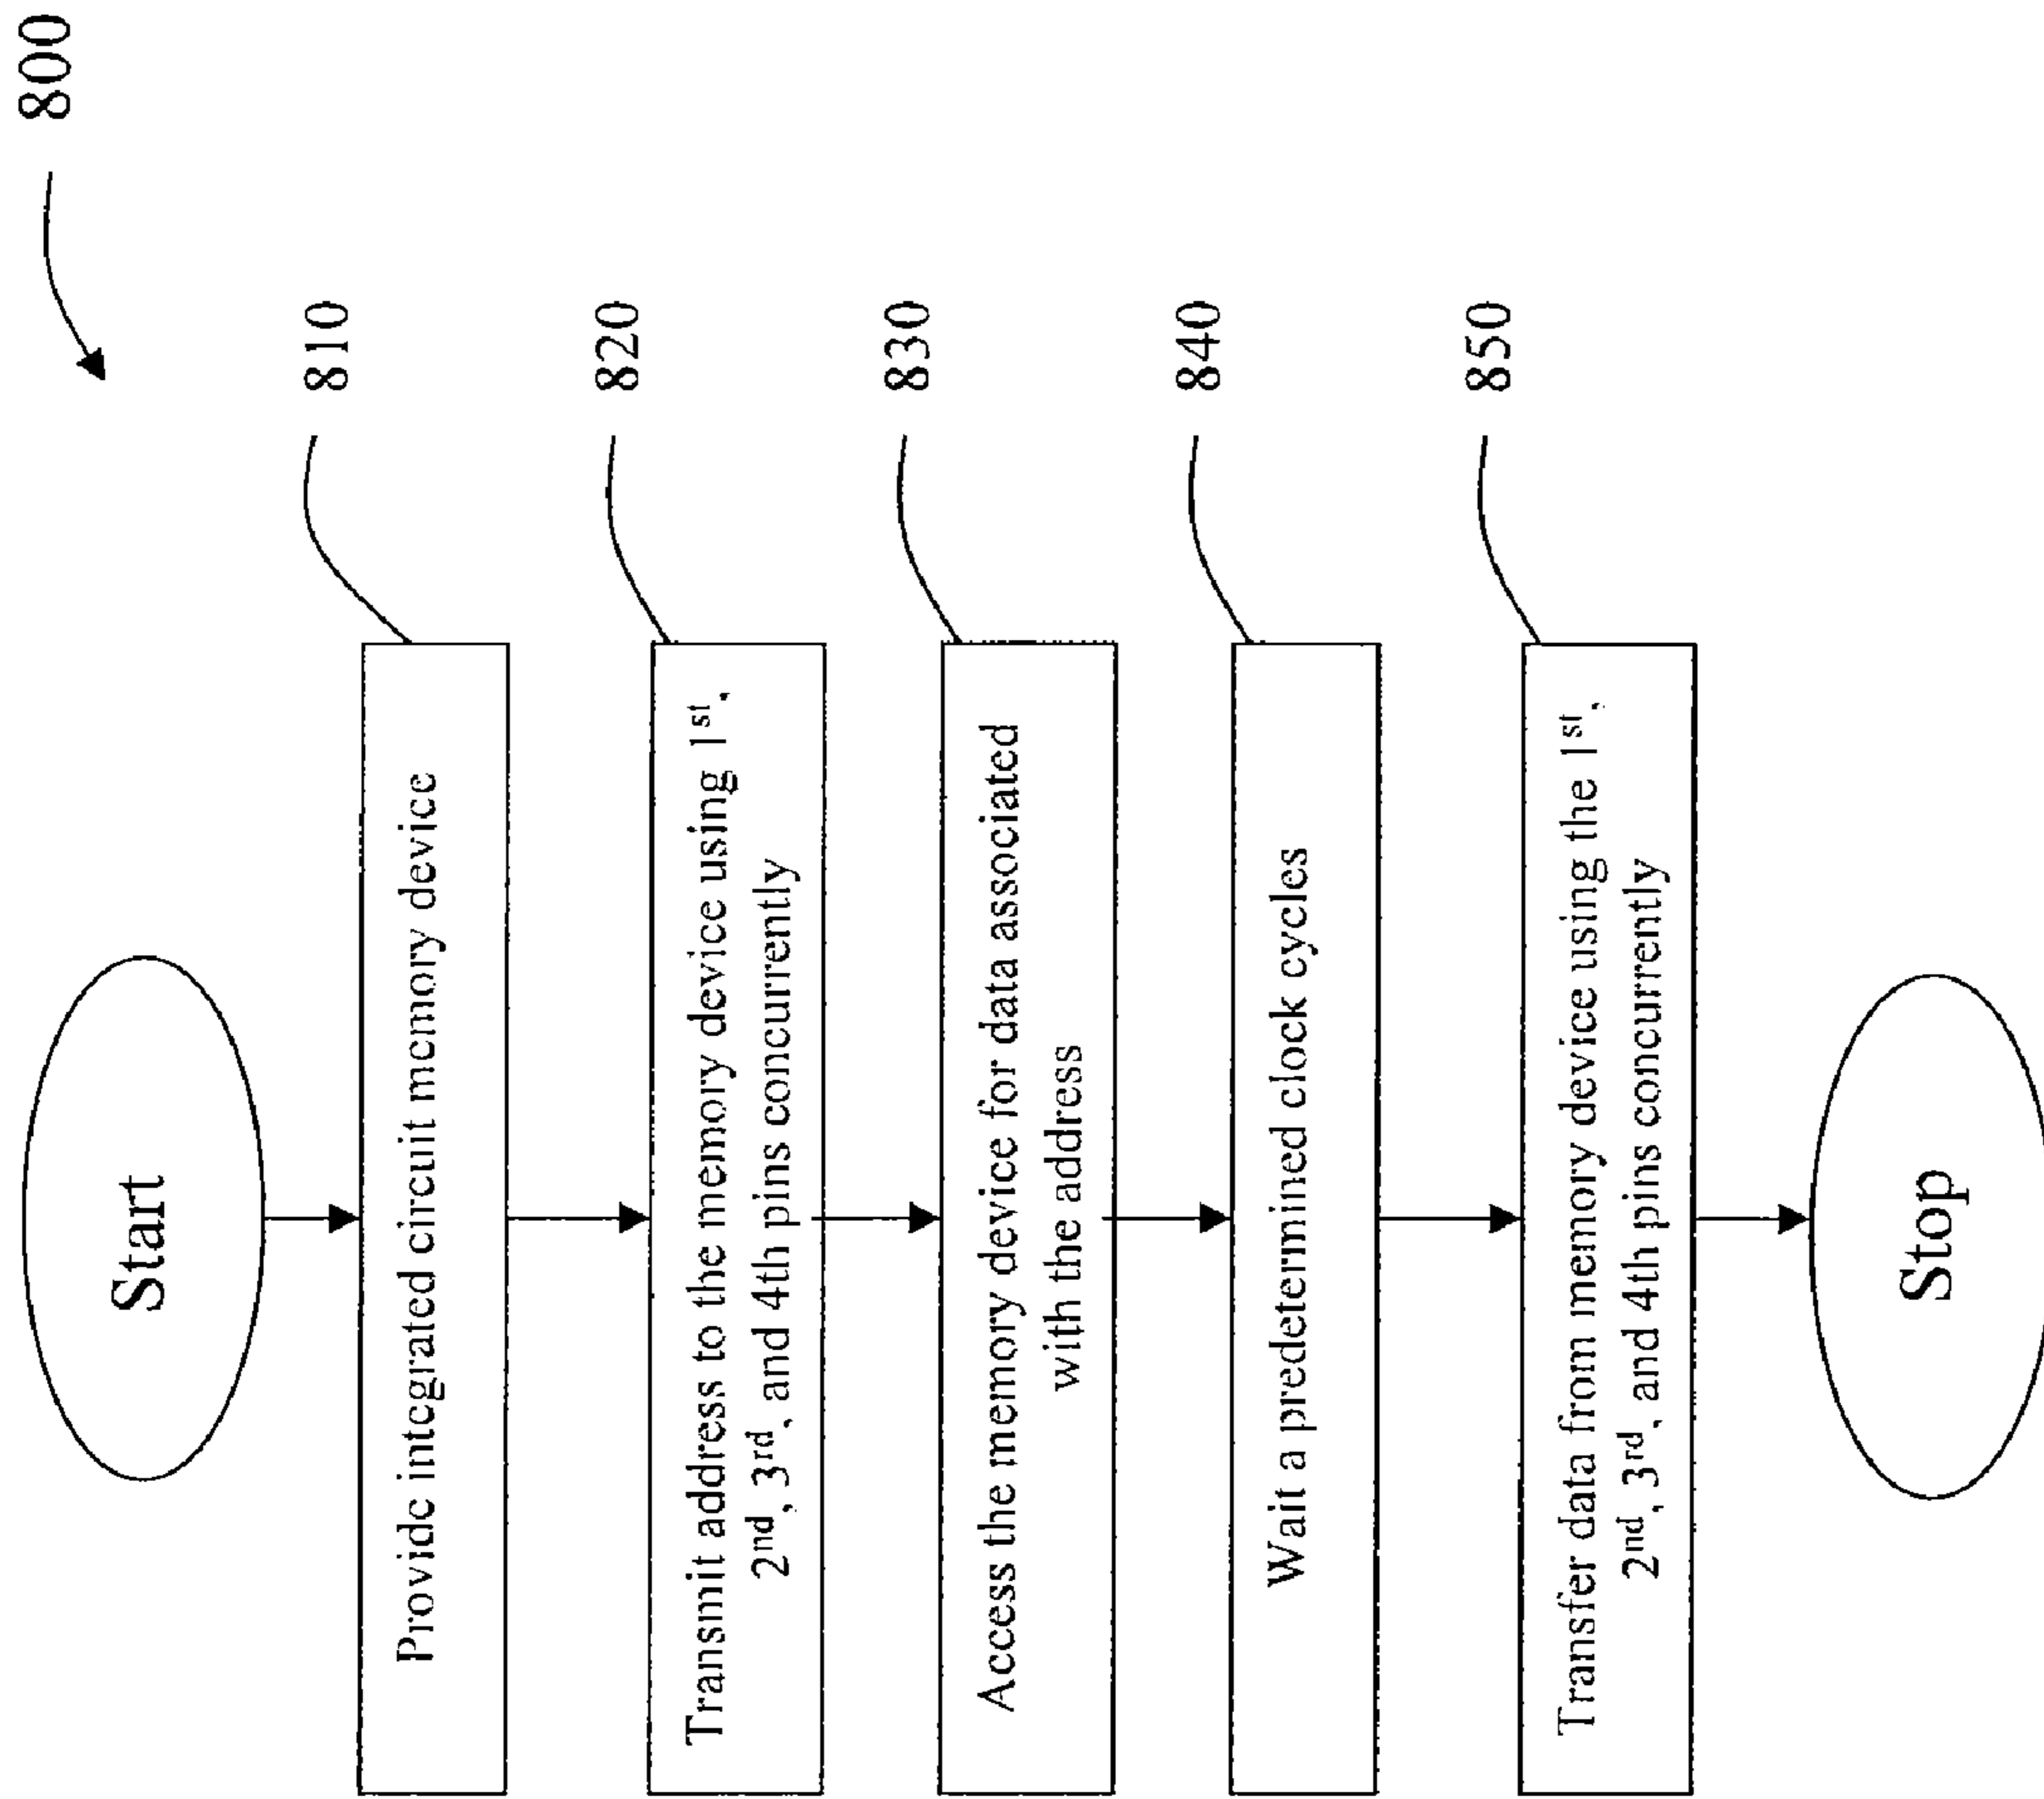 800
Start
810
Provide integrated circuit memory device
820
Transmit address to the memory device using 1st,
2nd, 3rd, and 4th pins concurrently
830
Access the memory device for data associated
with the address
840
Wait a predetermined clock cycles
850
Transfer data from memory device using the 1st,
2nd, 3rd, and 4th pins concurrently
Stop